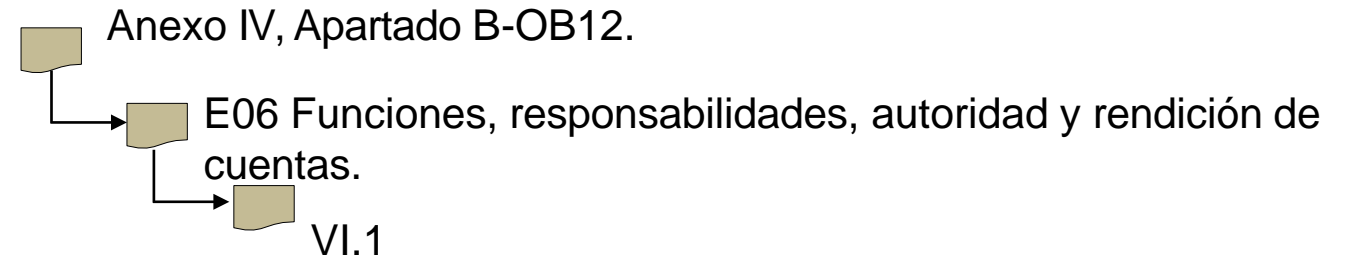 Anexo IV, Apartado B-OB12.
E06 Funciones, responsabilidades, autoridad y rendición de
cuentas.
VI.1